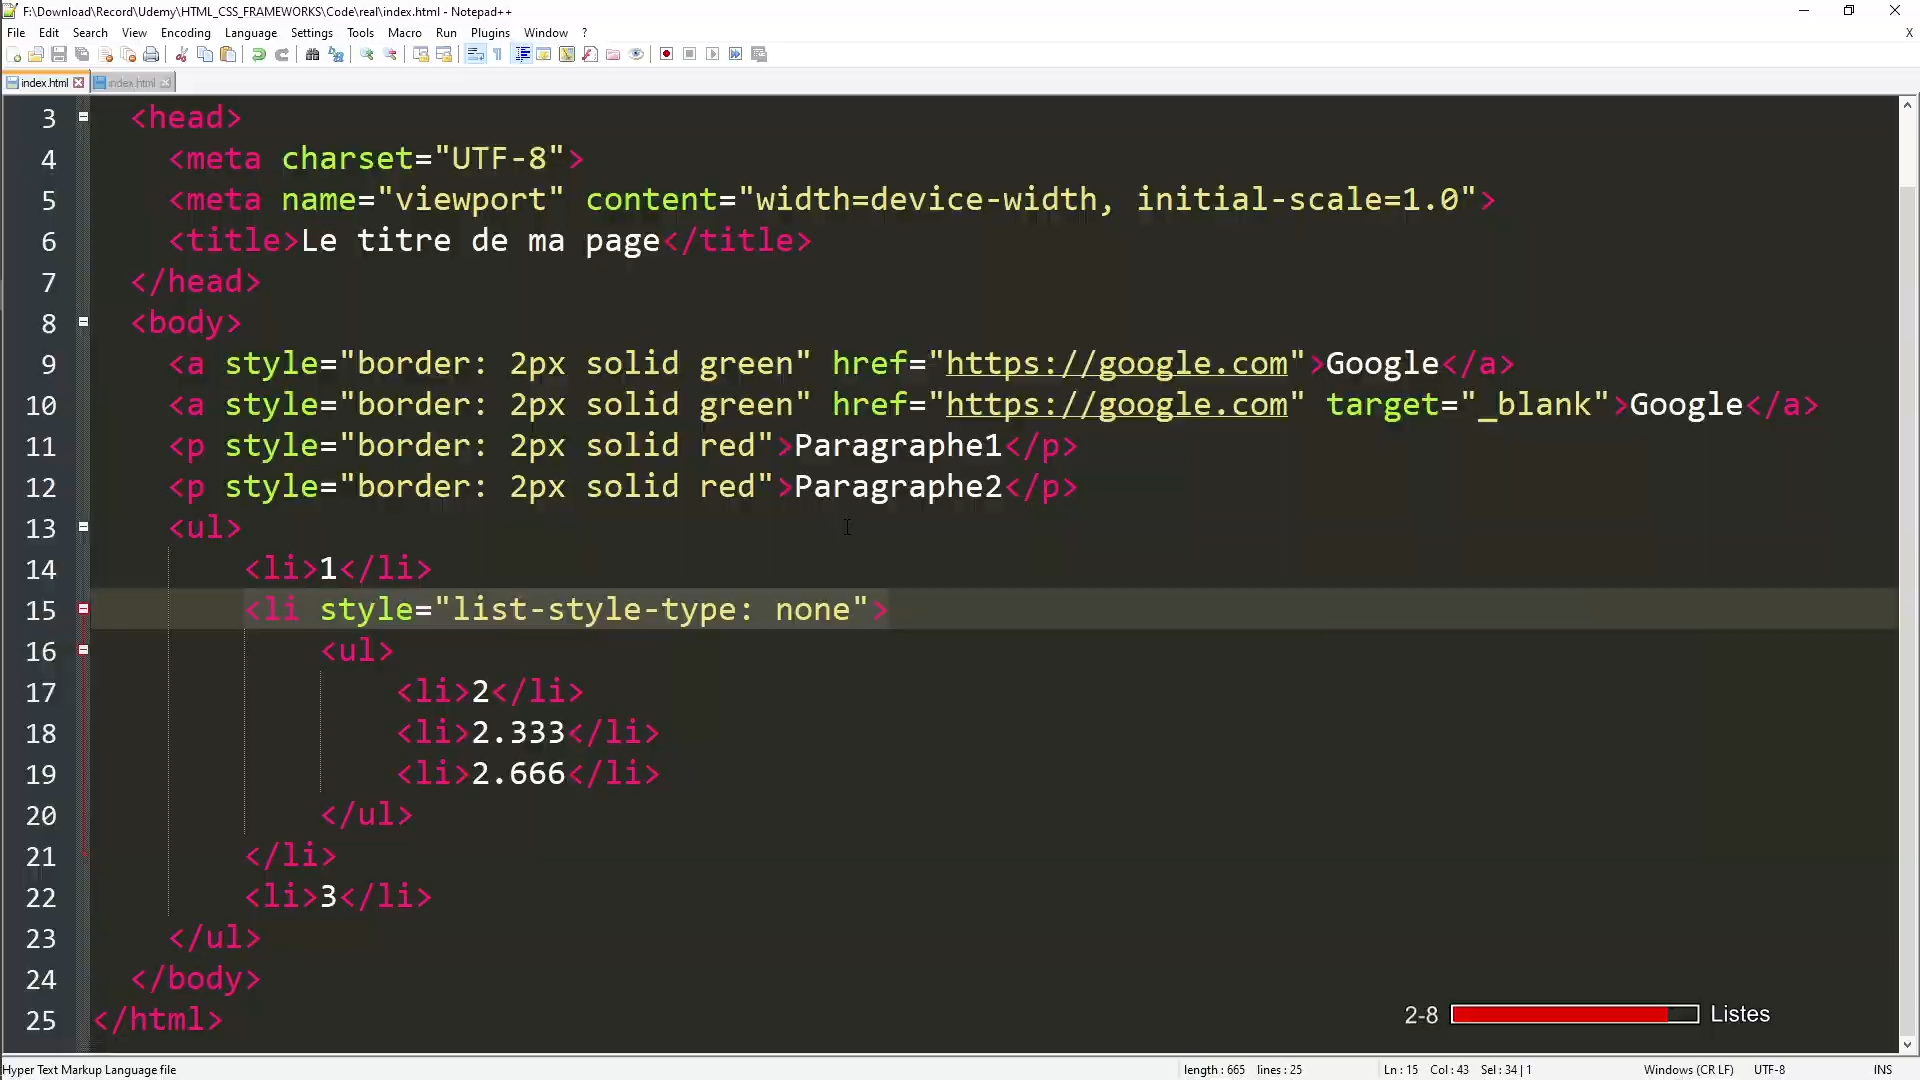 F:\Download\Record\Udemy\HTML_CSS_FRAMEWORKS\Code\real\index.html - Notepad++
File Edit Search View Encoding Language Settings Tools Macro Run Plugins Window ? X
index.html index.html
3 <head>
4 <meta charset="UTF-8">
5 <meta name="viewport" content="width=device-width, initial-scale=1.0">
6 <title>Le titre de ma page</title>
7 </head>
8 <body>
9 <a style="border: 2px solid green" href="https://google.com">Google</a>
10 <a style="border: 2px solid green" href="https://google.com" target="_blank">Google</a>
11 <p style="border: 2px solid red">Paragraphe1</p>
12 <p style="border: 2px solid red">Paragraphe2</p>
13 <ul>
14 <li>1</li>
15 <li style="list-style-type: none">
16 <ul>
17 <li>2</li>
18 <li>2.333</li>
19 <li>2.666</li>
20 </ul>
21 </li>
22 <li>3</li>
23 </ul>
24 </body>
25 </html>
2-8 Listes
Hyper Text Markup Language file length : 665 lines : 25 Ln : 15 Col : 43 Sel : 34 | 1 Windows (CR LF) UTF-8 INS